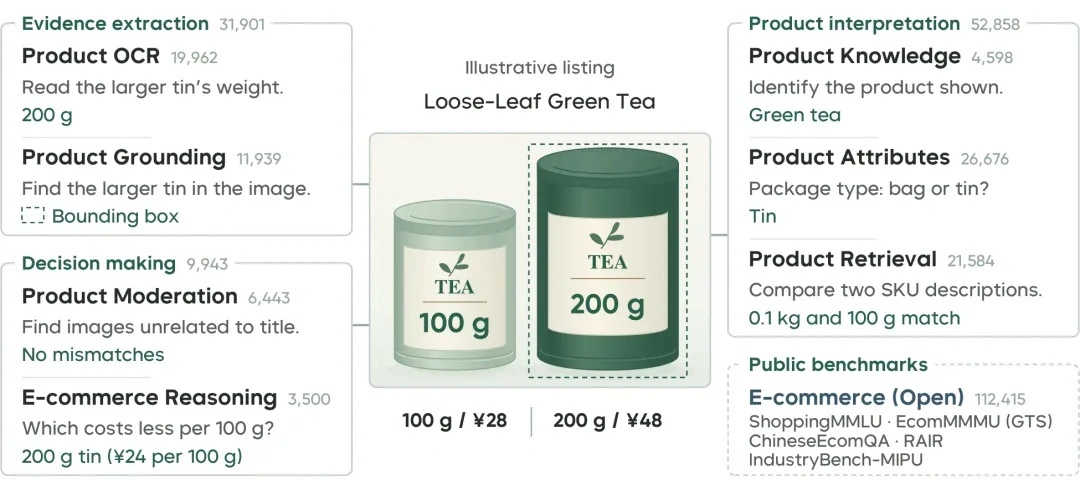 Evidence extraction 31,901
Product OCR 19,962
Read the larger tin's weight.
200 g
Product Grounding 11,939
Find the larger tin in the image.
Bounding box
Decision making 9,943
Product Moderation 6,443
Find images unrelated to title.
No mismatches
E-commerce Reasoning 3,500
Which costs less per 100 g?
200 g tin (¥24 per 100 g)
Illustrative listing
Loose-Leaf Green Tea
TEA
100 g
TEA
200 g
100 g / ¥28
200 g / ¥48
Product interpretation 52,858
Product Knowledge 4,598
Identify the product shown.
Green tea
Product Attributes 26,676
Package type: bag or tin?
Tin
Product Retrieval 21,584
Compare two SKU descriptions.
0.1 kg and 100 g match
Public benchmarks
E-commerce (Open) 112,415
ShoppingMMLU · EcomMMMU (GTS)
ChineseEcomQA · RAIR
IndustryBench-MIPU